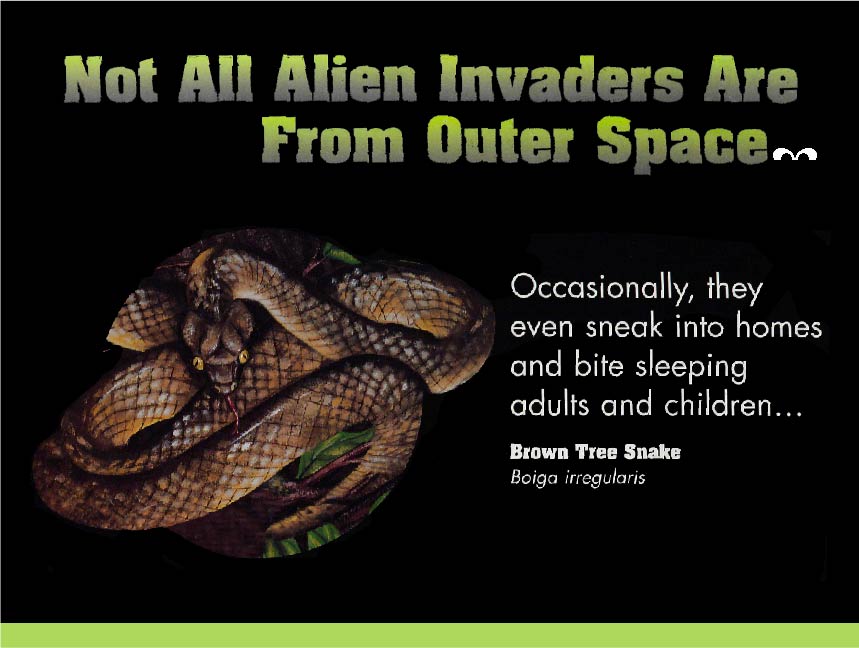 Not All Alien Invaders Are
From Outer Space...
Occasionally, they
even sneak into homes
and bite sleeping
adults and children...
Brown Tree Snake
Boiga irregularis